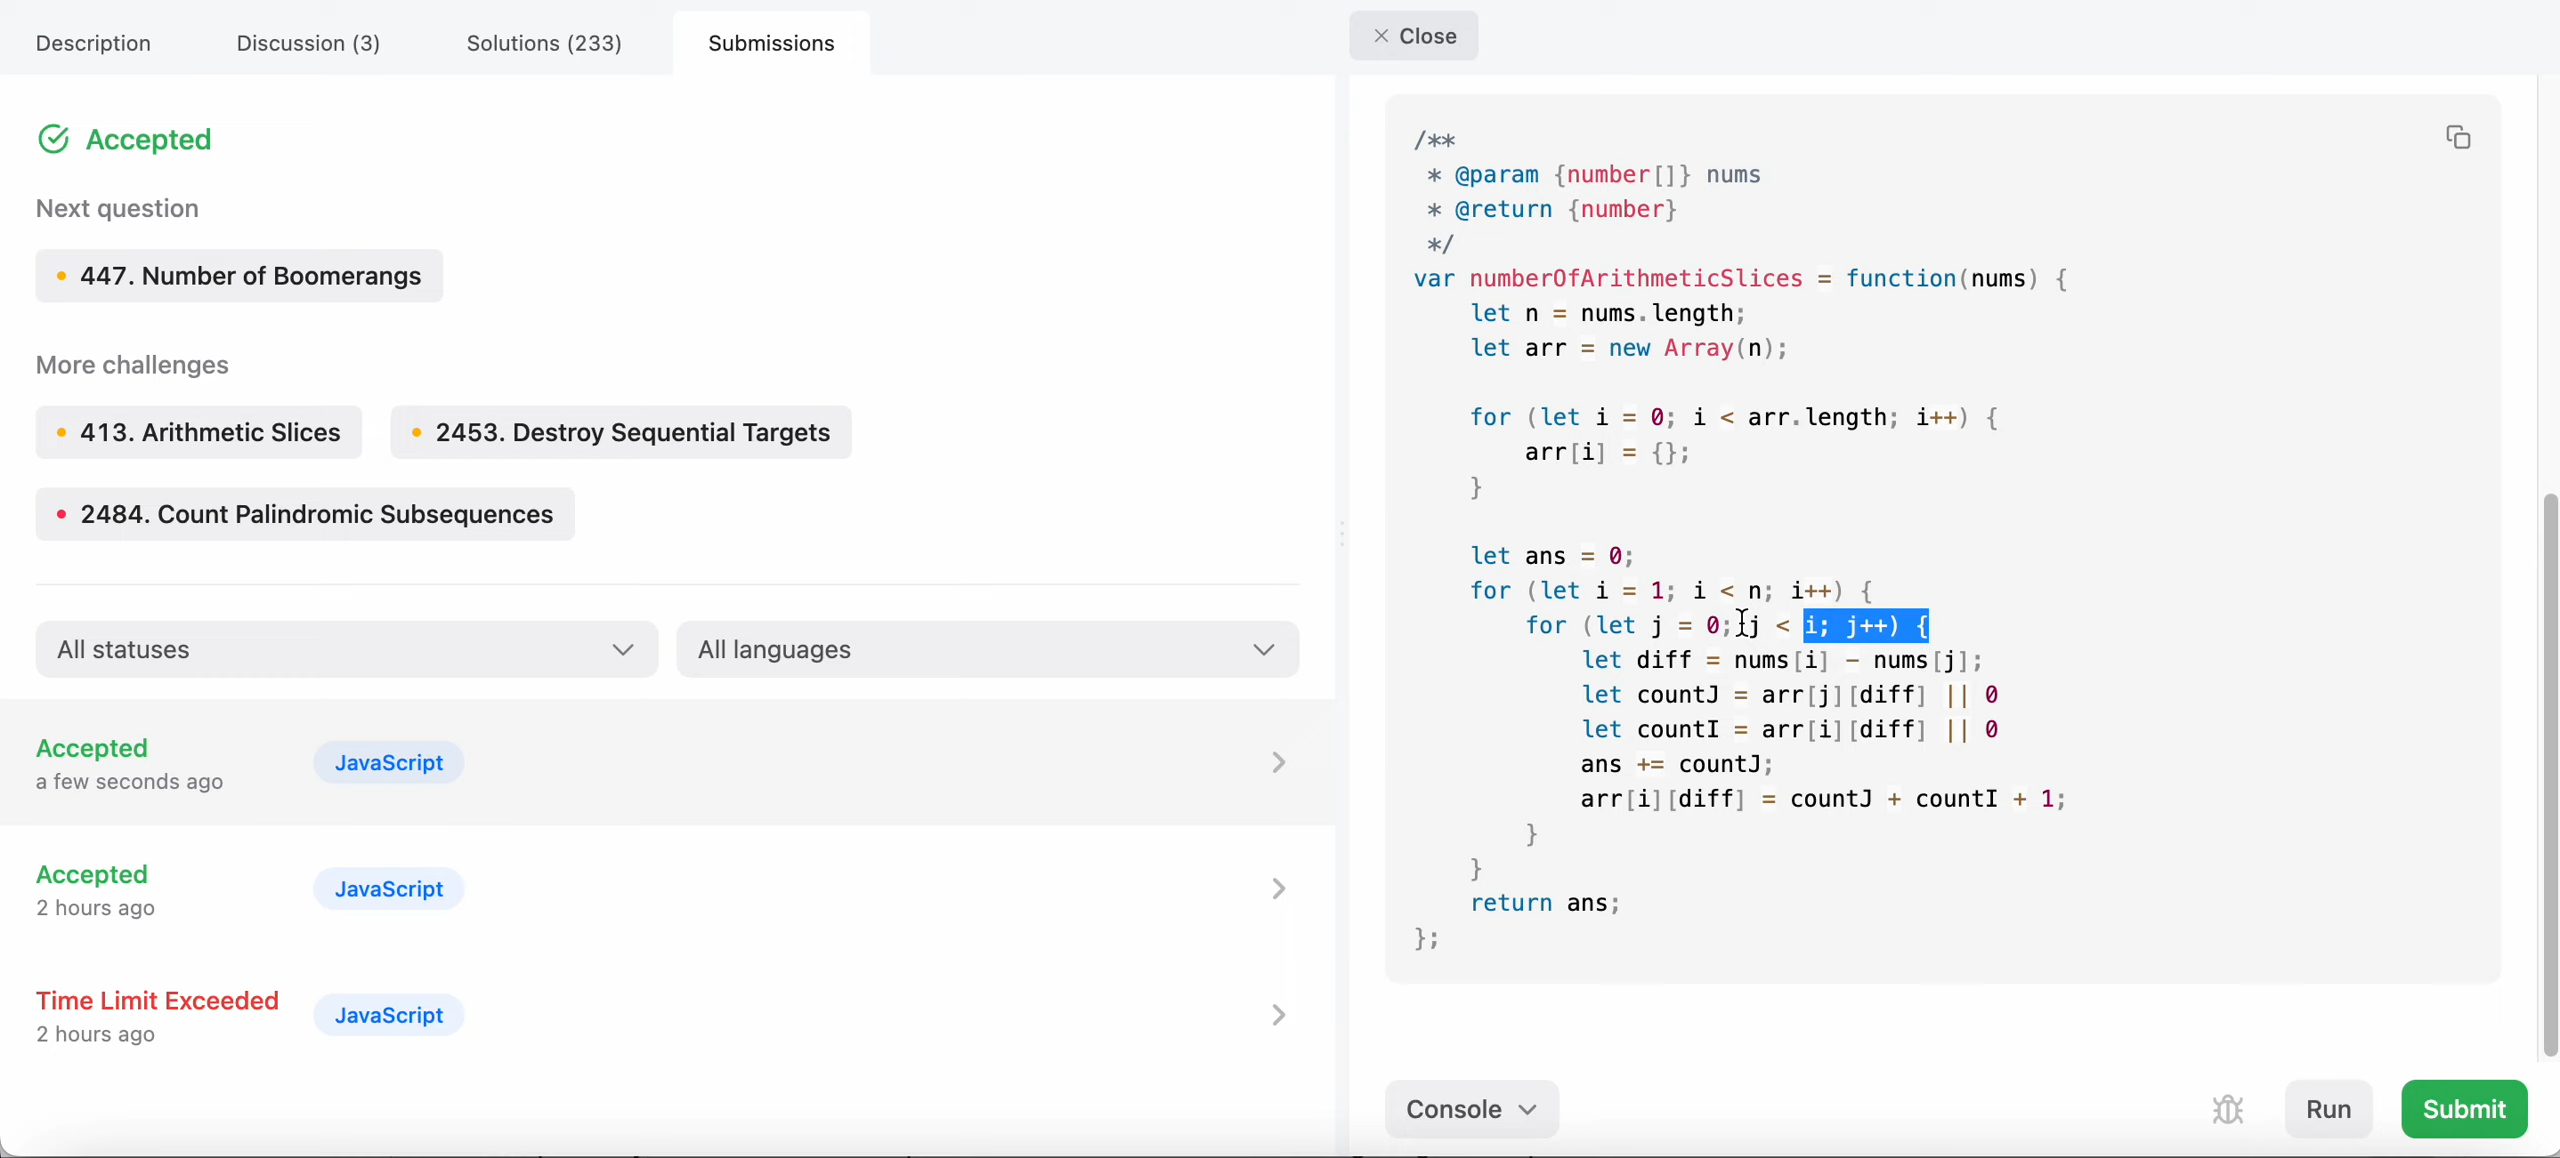 Description
Discussion (3)
Solutions (233)
Submissions
Accepted
Next question
447. Number of Boomerangs
More challenges
413. Arithmetic Slices
2453. Destroy Sequential Targets
2484. Count Palindromic Subsequences
All statuses
All languages
Accepted
a few seconds ago
JavaScript
Accepted
2 hours ago
JavaScript
Time Limit Exceeded
2 hours ago
JavaScript
Close
/**
 * @param {number[]} nums
 * @return {number}
 */
var numberOfArithmeticSlices = function(nums) {
    let n = nums.length;
    let arr = new Array(n);
    for (let i = 0; i < arr.length; i++) {
        arr[i] = {};
    }
    let ans = 0;
    for (let i = 1; i < n; i++) {
        for (let j = 0; j < i; j++) {
            let diff = nums[i] - nums[j];
            let countJ = arr[j][diff] || 0
            let countI = arr[i][diff] || 0
            ans += countJ;
            arr[i][diff] = countJ + countI + 1;
        }
    }
    return ans;
};
Console
Run
Submit